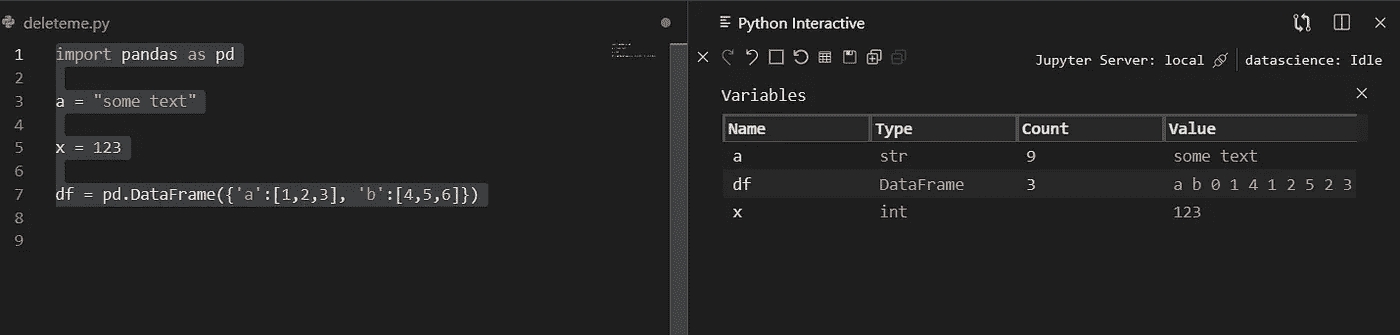 deleteme.py
1 import pandas as pd
2
3 a = "some text"
4
5 x = 123
6
7 df = pd.DataFrame({'a':[1,2,3], 'b':[4,5,6]})
8
9
Python Interactive
Jupyter Server: local datascience: Idle
Variables
Name Type Count Value
a str 9 some text
df DataFrame 3 a b 0 1 4 1 2 5 2 3
x int 123